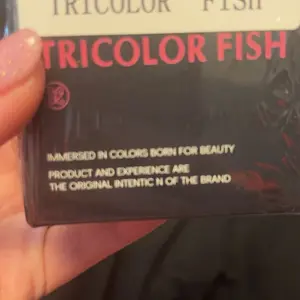 TRICOLOR FISH
TRICOLOR FISH
IMMERSED IN COLORS BORN FOR BEAUTY
PRODUCT AND EXPERIENCE ARE
THE ORIGINAL INTENTIC N OF THE BRAND